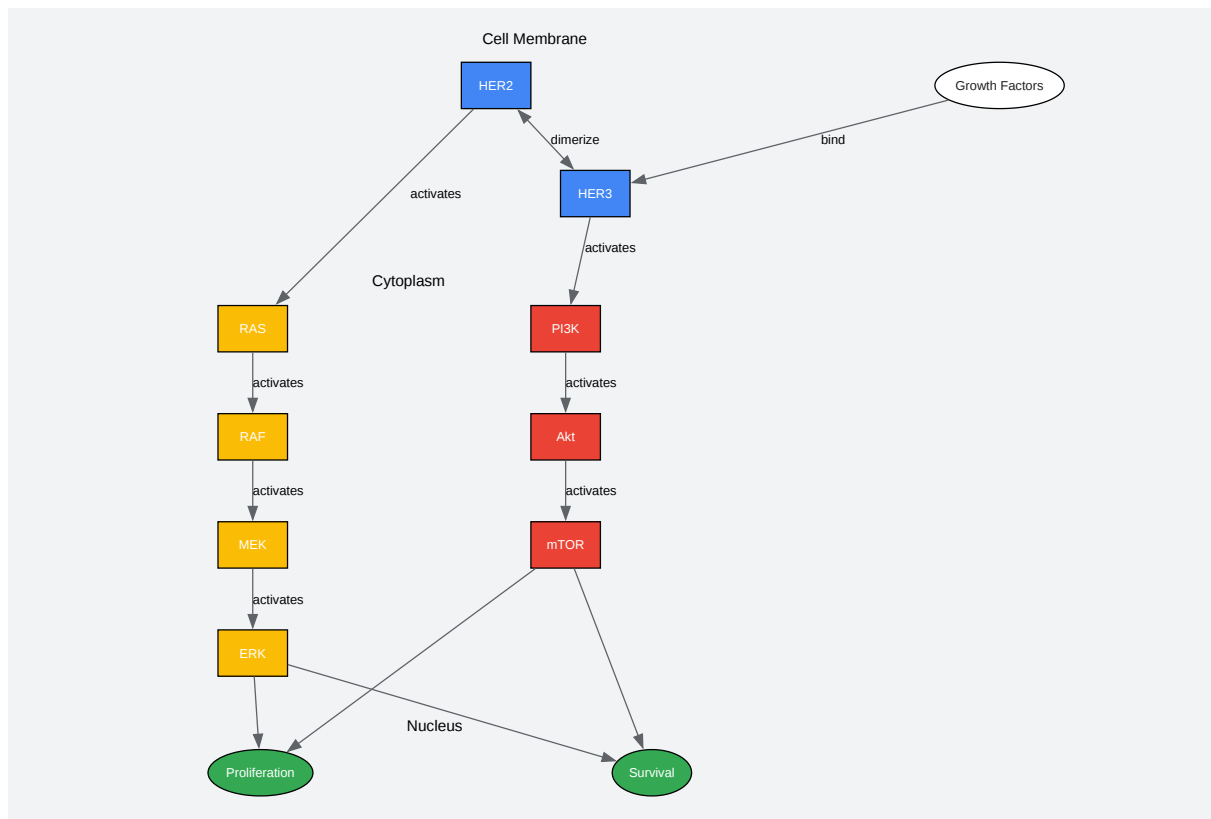 Cell Membrane
HER2
Growth Factors
dimerize
bind
activates
HER3
activates
Cytoplasm
RAS
PI3K
activates
activates
RAF
Akt
activates
activates
MEK
mTOR
activates
ERK
Nucleus
Proliferation
Survival